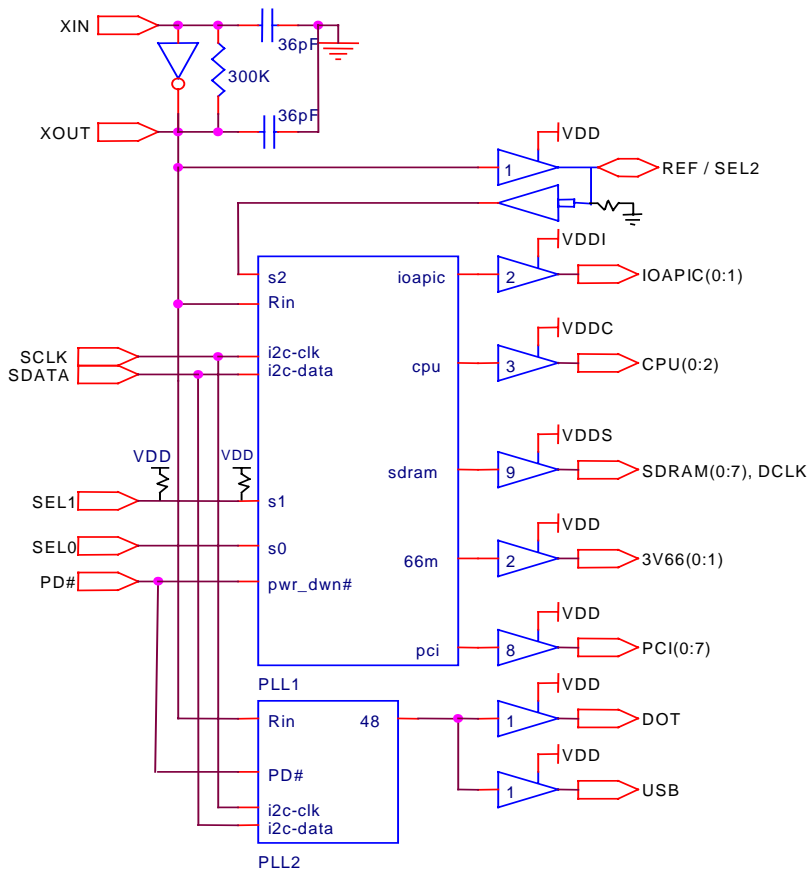 XIN
36pF
300K
36pF
XOUT
VDD
1
REF / SEL2
VDDI
s2
ioapic
2
IOAPIC(0:1)
Rin
VDDC
SCLK
i2c-clk
cpu
3
CPU(0:2)
SDATA
i2c-data
VDDS
VDD
VDD
sdram
9
SDRAM(0:7), DCLK
SEL1
s1
VDD
SEL0
s0
66m
2
3V66(0:1)
PD#
pwr_dwn#
VDD
pci
8
PCI(0:7)
PLL1
VDD
Rin
48
1
DOT
VDD
PD#
1
USB
i2c-clk
i2c-data
PLL2